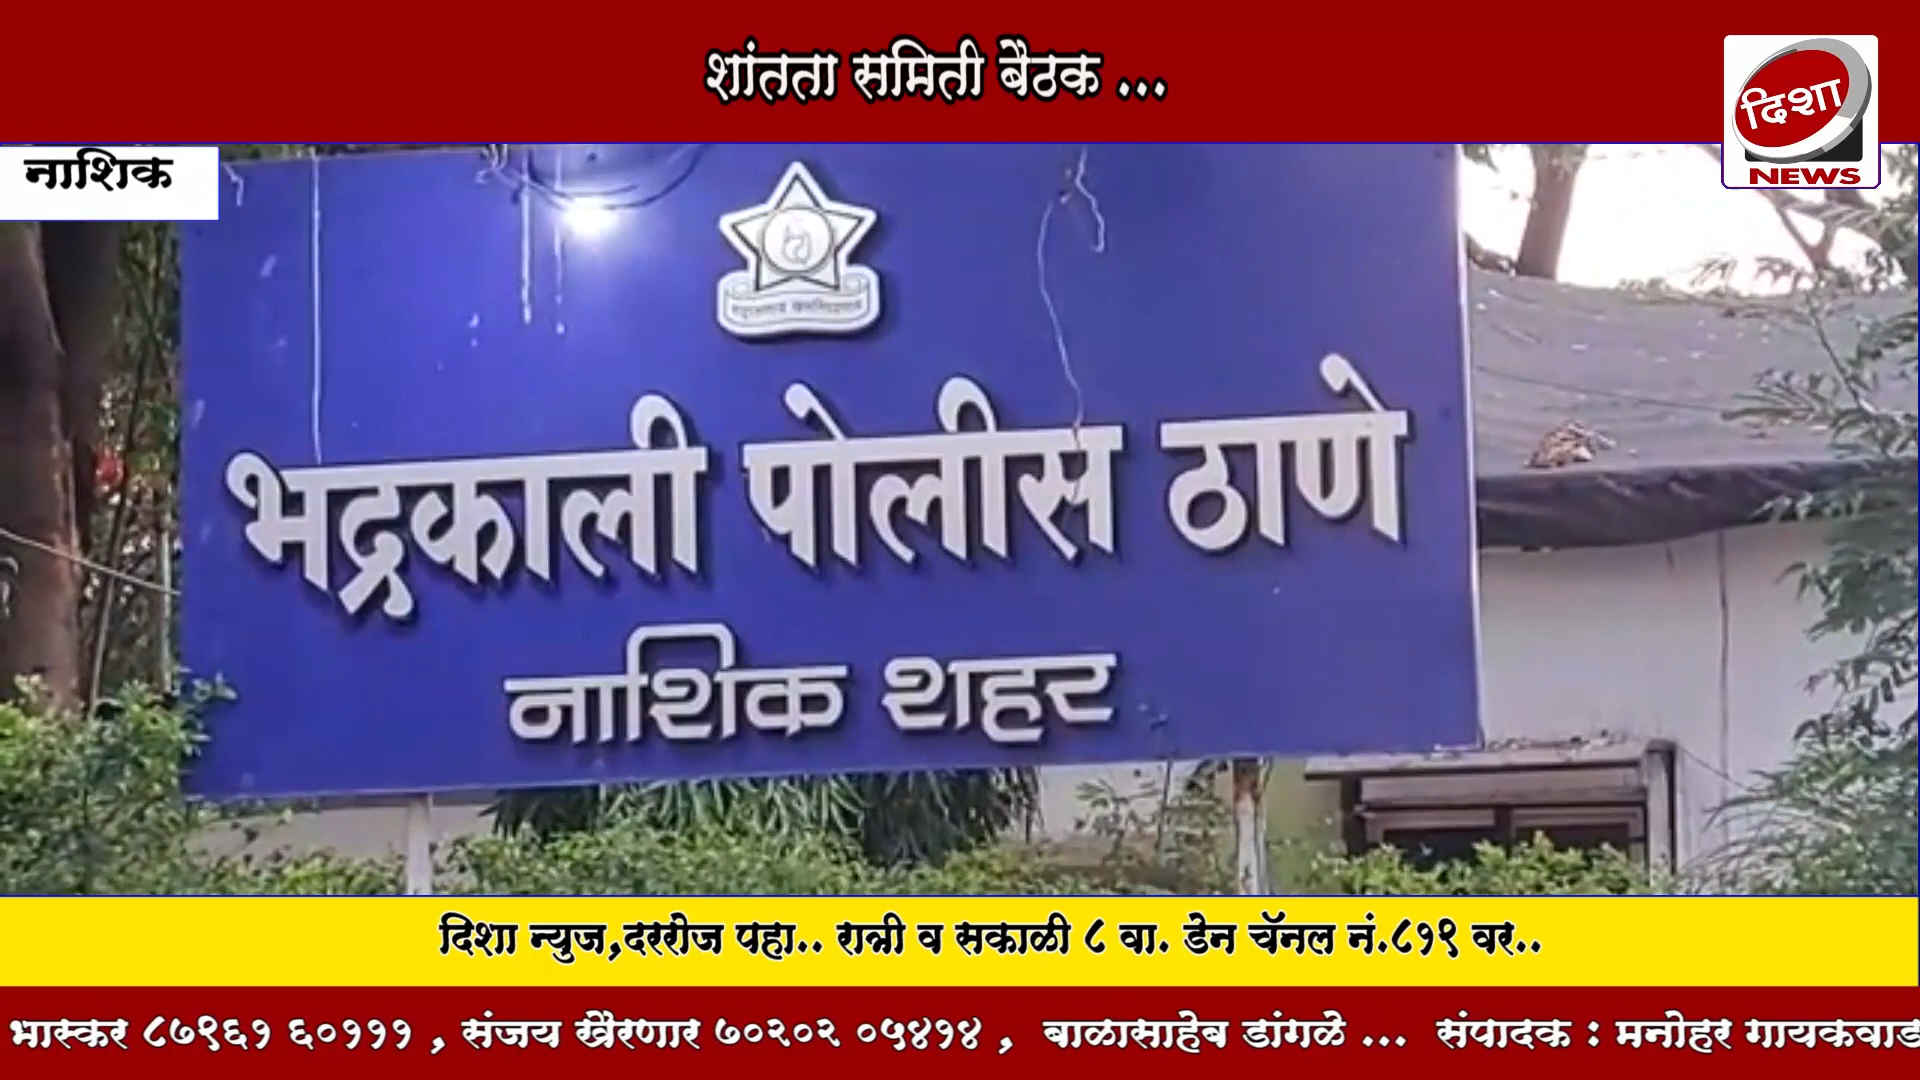 शांतता समिती बैठक ...
दिशा
NEWS
नाशिक
भद्रकाली पोलीस ठाणे
नाशिक शहर
दिशा न्युज,दररोज पहा.. रात्री व सकाळी ८ वा. डेन चॅनल नं.८१९ वर..
भास्कर ८७९६१ ६०१११ , संजय खैरणार ७०२०२ ०५४१४ , बाळासाहेब डांगळे ... संपादक : मनोहर गायकवाड